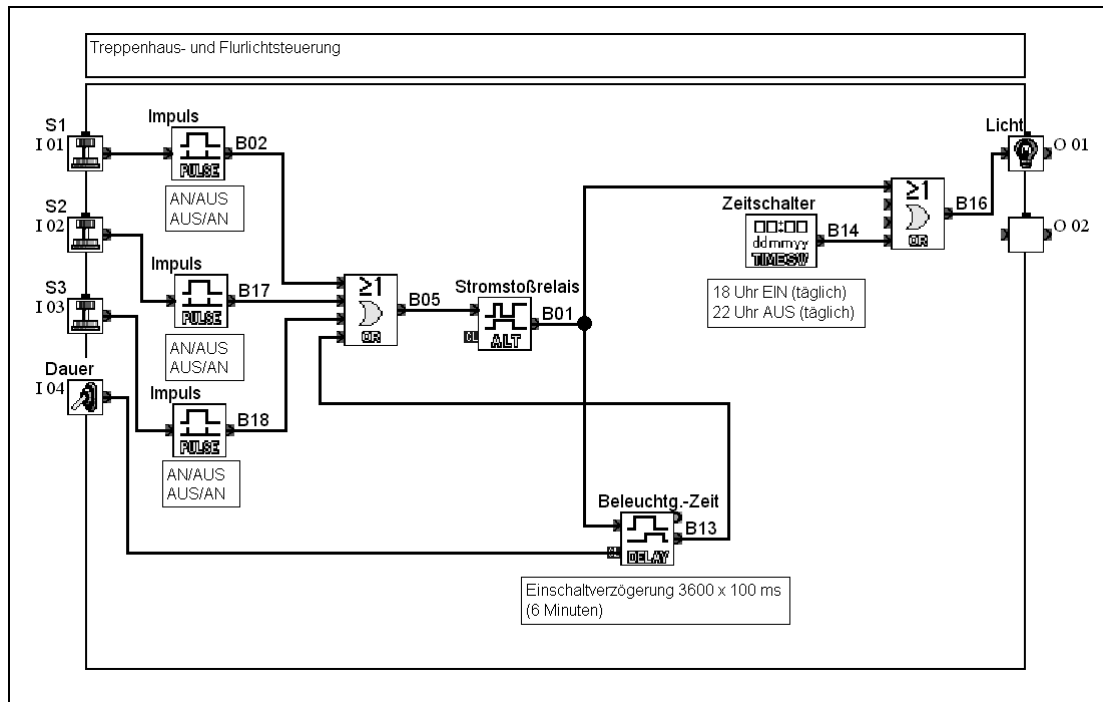 Treppenhaus- und Flurlichtsteuerung
S1
I 01
Impuls
B02
PULSE
AN/AUS
AUS/AN
S2
I 02
Impuls
B17
PULSE
AN/AUS
AUS/AN
S3
I 03
Dauer
I 04
Impuls
B18
PULSE
AN/AUS
AUS/AN
≥1
OR
B05
Stromstoßrelais
CL
ALT
B01
Zeitschalter
00:00
ddmmyy
TIMESW
B14
18 Uhr EIN (täglich)
22 Uhr AUS (täglich)
≥1
OR
B16
Licht
O 01
O 02
Beleuchtg.-Zeit
B13
DELAY
Einschaltverzögerung 3600 x 100 ms
(6 Minuten)